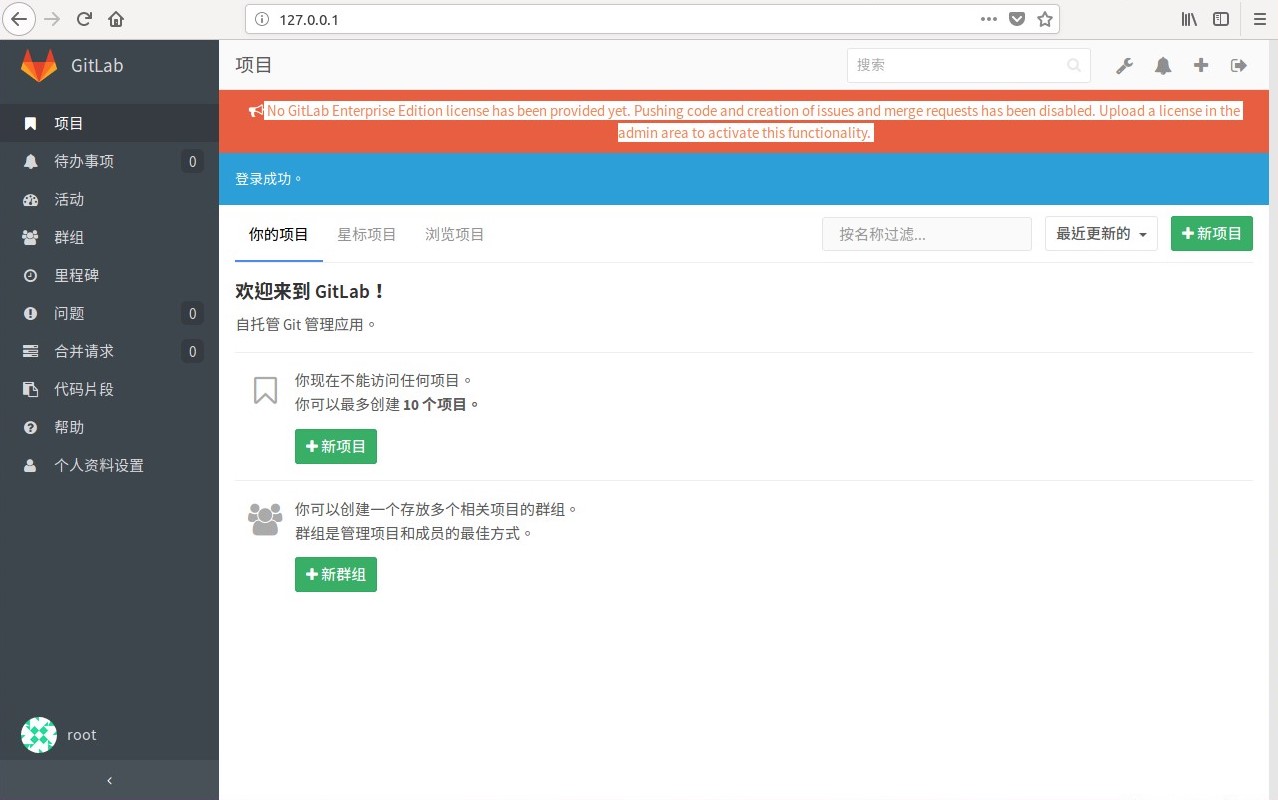 127.0.0.1
GitLab
项目
搜索
项目
待办事项 0
活动
群组
里程碑
问题 0
合并请求 0
代码片段
帮助
个人资料设置
root
No GitLab Enterprise Edition license has been provided yet. Pushing code and creation of issues and merge requests has been disabled. Upload a license in the
admin area to activate this functionality.
登录成功。
你的项目 星标项目 浏览项目 按名称过滤... 最近更新的 新项目
欢迎来到 GitLab！
自托管 Git 管理应用。
你现在不能访问任何项目。
你可以最多创建 10 个项目。
新项目
你可以创建一个存放多个相关项目的群组。
群组是管理项目和成员的最佳方式。
新群组